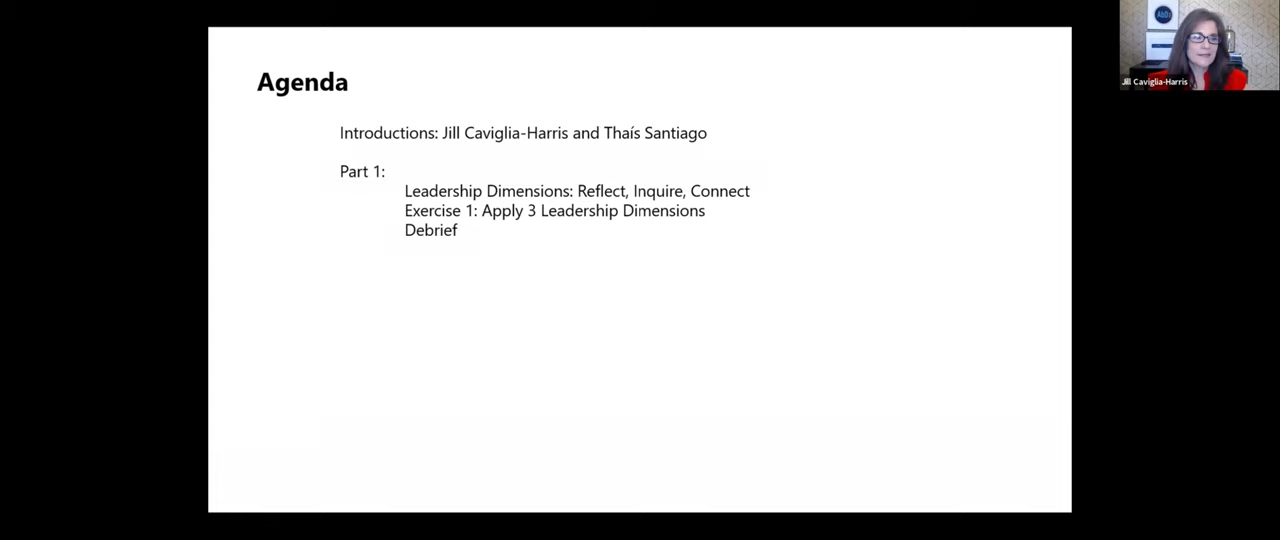 Agenda
Introductions: Jill Caviglia-Harris and Thaís Santiago
Part 1:
Leadership Dimensions: Reflect, Inquire, Connect
Exercise 1: Apply 3 Leadership Dimensions
Debrief
Jill Caviglia-Harris